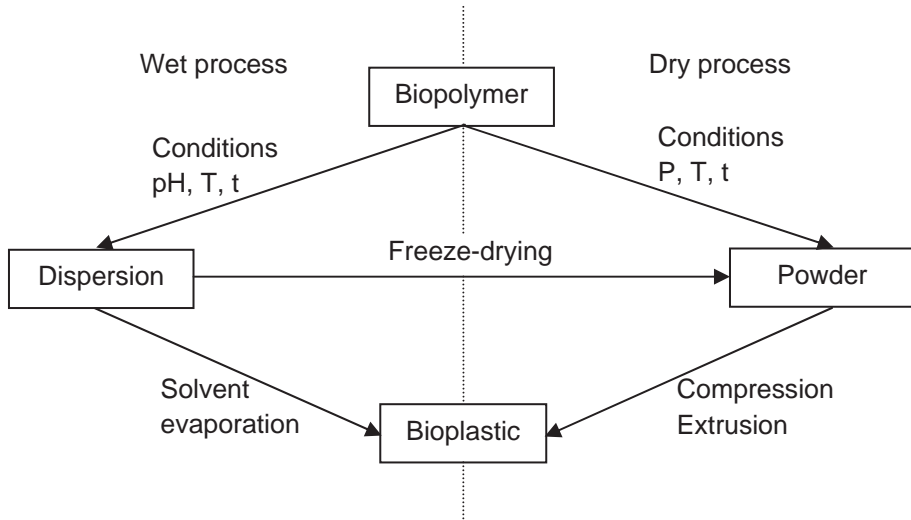 Wet process
Dry process
Biopolymer
Conditions
pH, T, t
Conditions
P, T, t
Freeze-drying
Dispersion
Powder
Solvent
evaporation
Compression
Extrusion
Bioplastic